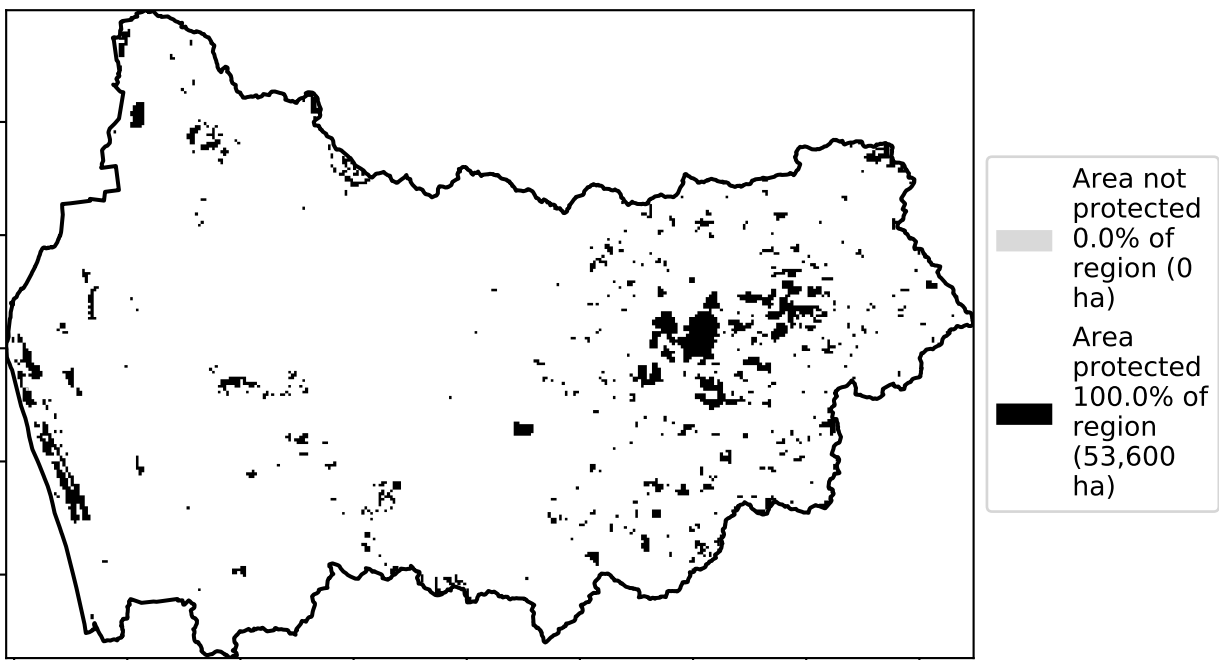 Area not
protected
0.0% of
region (0
ha)
Area
protected
100.0% of
region
(53,600
ha)